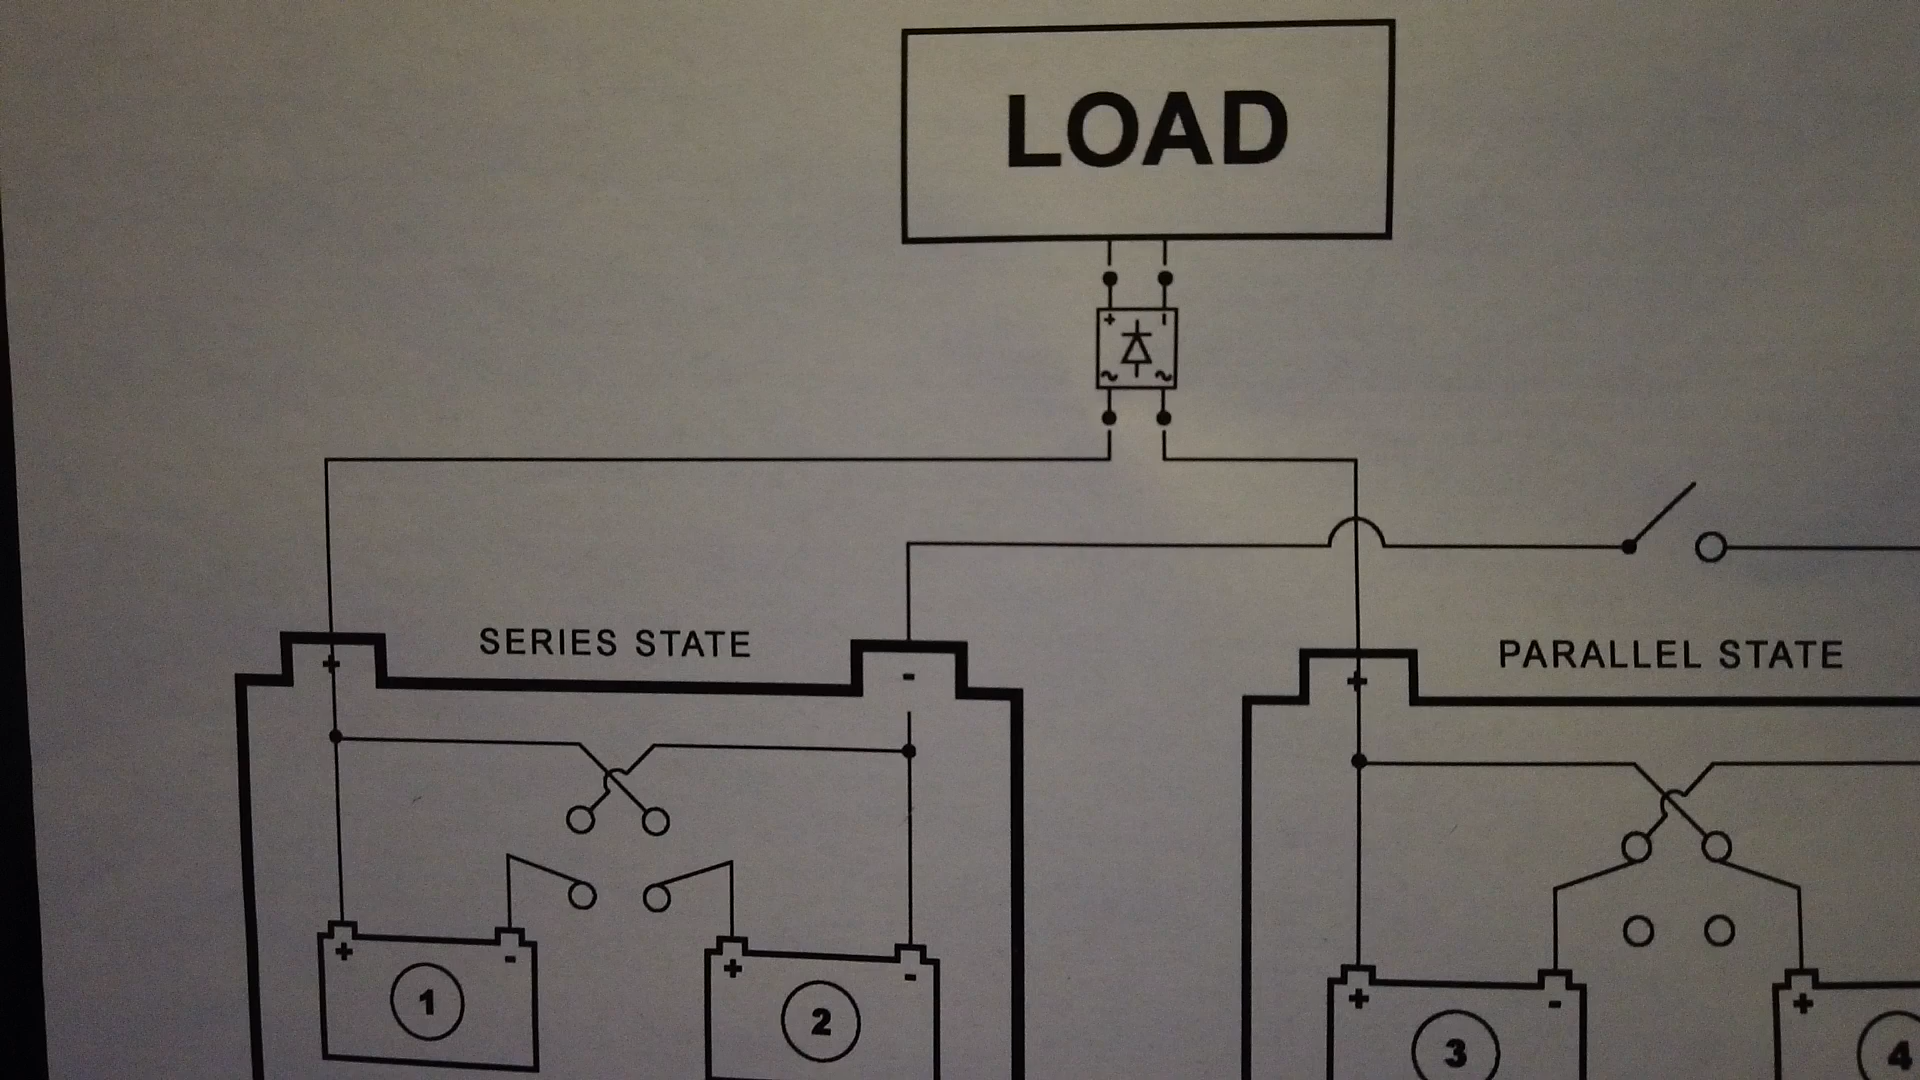 LOAD
+ -
~ ~
SERIES STATE
PARALLEL STATE
+ - +
+ - + - + - +
1 2 3 4